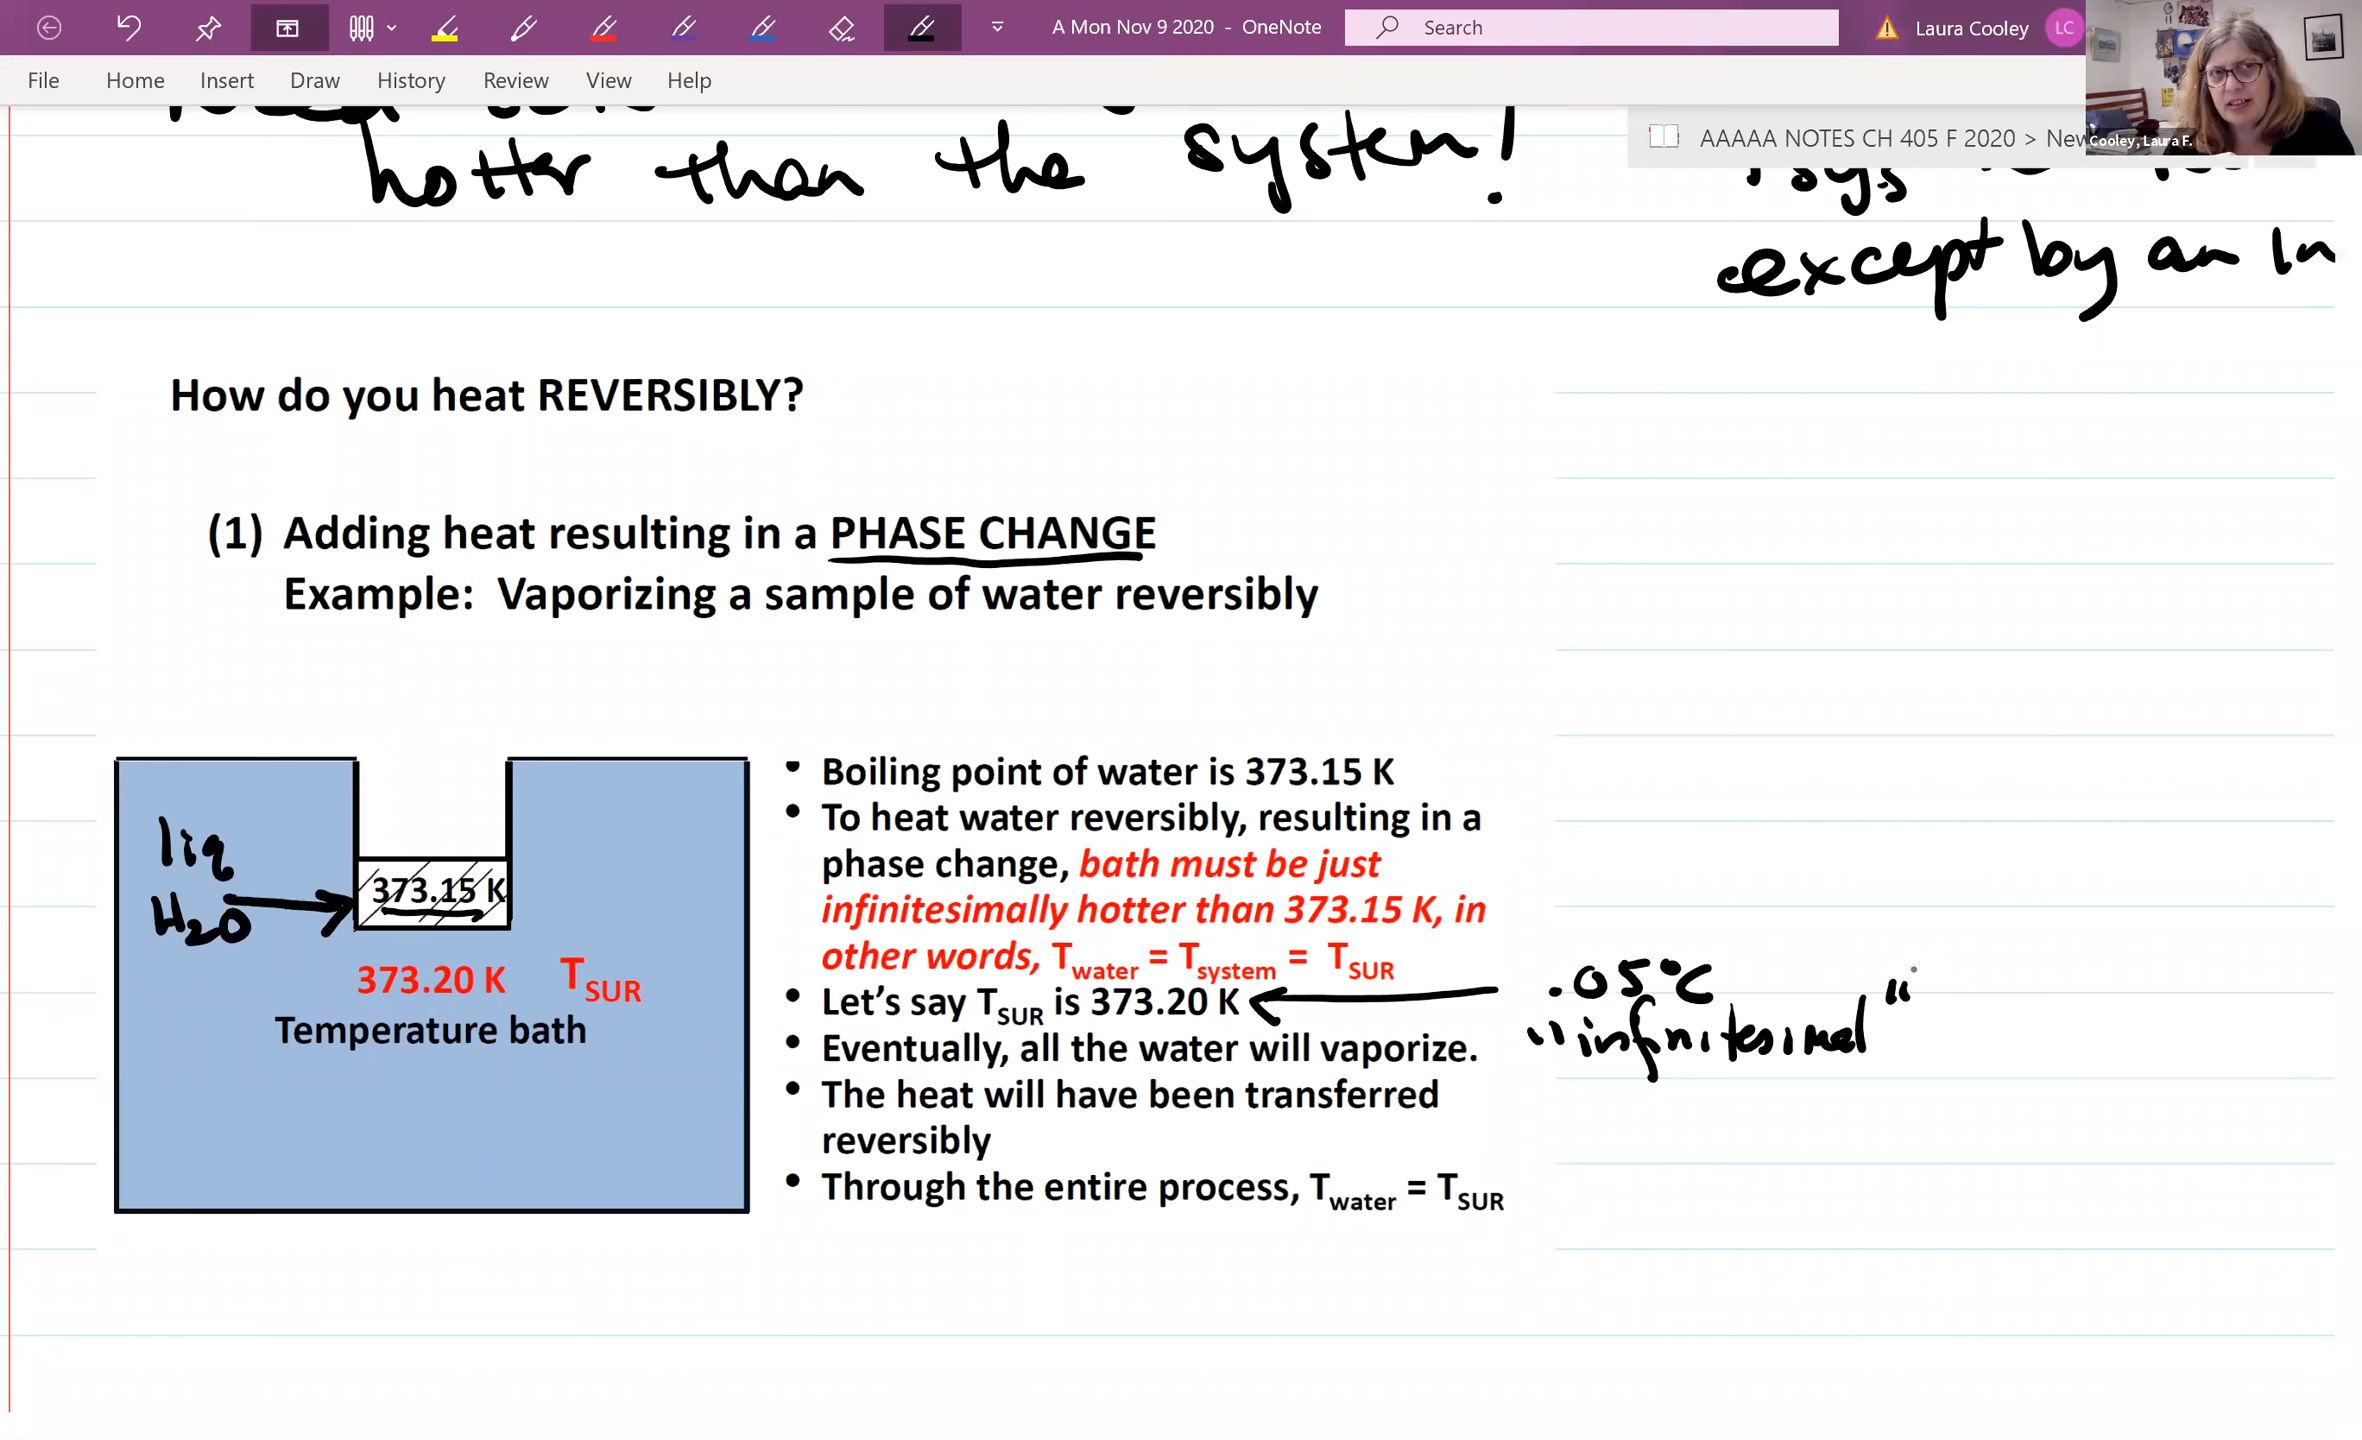 A Mon Nov 9 2020 - OneNote
Search
Laura Cooley
LC
File Home Insert Draw History Review View Help
AAAAA NOTES CH 405 F 2020 > New
Cooley, Laura F.
hotter than the system!
sys
except by an in
How do you heat REVERSIBLY?
(1) Adding heat resulting in a PHASE CHANGE
Example: Vaporizing a sample of water reversibly
liq
H2O
373.15 K
373.20 K TSUR
Temperature bath
• Boiling point of water is 373.15 K
• To heat water reversibly, resulting in a
phase change, bath must be just
infinitesimally hotter than 373.15 K, in
other words, Twater = Tsystem = TSUR
• Let's say TSUR is 373.20 K
• Eventually, all the water will vaporize.
• The heat will have been transferred
reversibly
• Through the entire process, Twater = TSUR
.05°C
"infinitesimal"